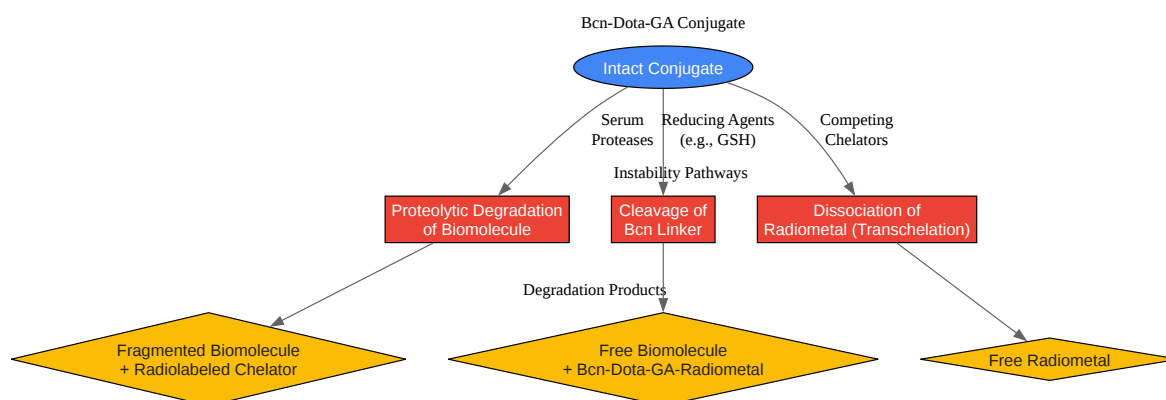 Bcn-Dota-GA Conjugate
Intact Conjugate
Serum
Proteases
Reducing Agents
(e.g., GSH)
Competing
Chelators
Instability Pathways
Proteolytic Degradation
of Biomolecule
Cleavage of
Bcn Linker
Dissociation of
Radiometal (Transchelation)
Degradation Products
Fragmented Biomolecule
+ Radiolabeled Chelator
Free Biomolecule
+ Bcn-Dota-GA-Radiometal
Free Radiometal